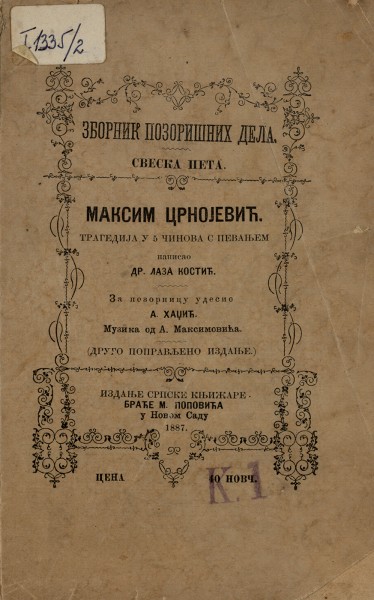 I.1335/2
ЗБОРНИК ПОЗОРИШНИХ ДЕЛА.
СВЕСКА ПЕТА.
МАКСИМ ЦРНОЈЕВИЋ.
ТРАГЕДИЈА У 5 ЧИНОВА С ПЕВАЊЕМ
написао
ДР. ЛАЗА КОСТИЋ.
За позорницу удесио
А. ХАЏИЋ.
Музика од А. Максимовића.
(ДРУГО ПОПРАВЉЕНО ИЗДАЊЕ.)
ИЗДАЊЕ СРПСКЕ КЊИЖАРЕ
БРАЋЕ М. ПОПОВИЋА
у Новом Саду
1887.
ЦЕНА 40 НОВЧ.
K.1